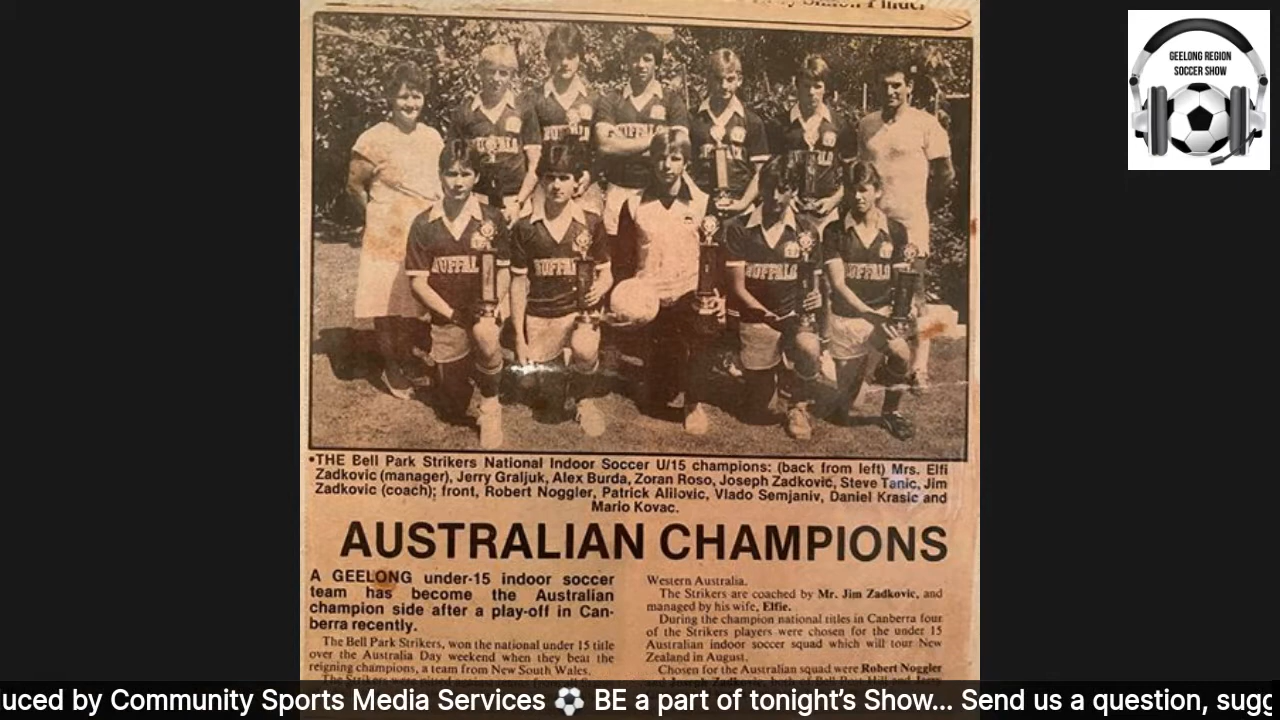 GEELONG REGION
SOCCER SHOW
BUFFALO
BUFFALO
BUFFALO
BUFFALO
•THE Bell Park Strikers National Indoor Soccer U/15 champions: (back from left) Mrs. Elfi
Zadkovic (manager), Jerry Graljuk, Alex Burda, Zoran Roso, Joseph Zadkovic, Steve Tanic, Jim
Zadkovic (coach); front, Robert Noggler, Patrick Alilovic, Vlado Semjaniv, Daniel Krasic and
Mario Kovac.
AUSTRALIAN CHAMPIONS
A GEELONG under-15 indoor soccer
team has become the Australian
champion side after a play-off in Can-
berra recently.
The Bell Park Strikers, won the national under 15 title
over the Australia Day weekend when they beat the
reigning champions, a team from New South Wales.
Western Australia.
The Strikers are coached by Mr. Jim Zadkovic, and
managed by his wife, Elfie.
During the champion national titles in Canberra four
of the Strikers players were chosen for the under 15
Australian indoor soccer squad which will tour New
Zealand in August.
Chosen for the Australian squad were Robert Noggler
uced by Community Sports Media Services ⚽ BE a part of tonight's Show... Send us a question, sugg